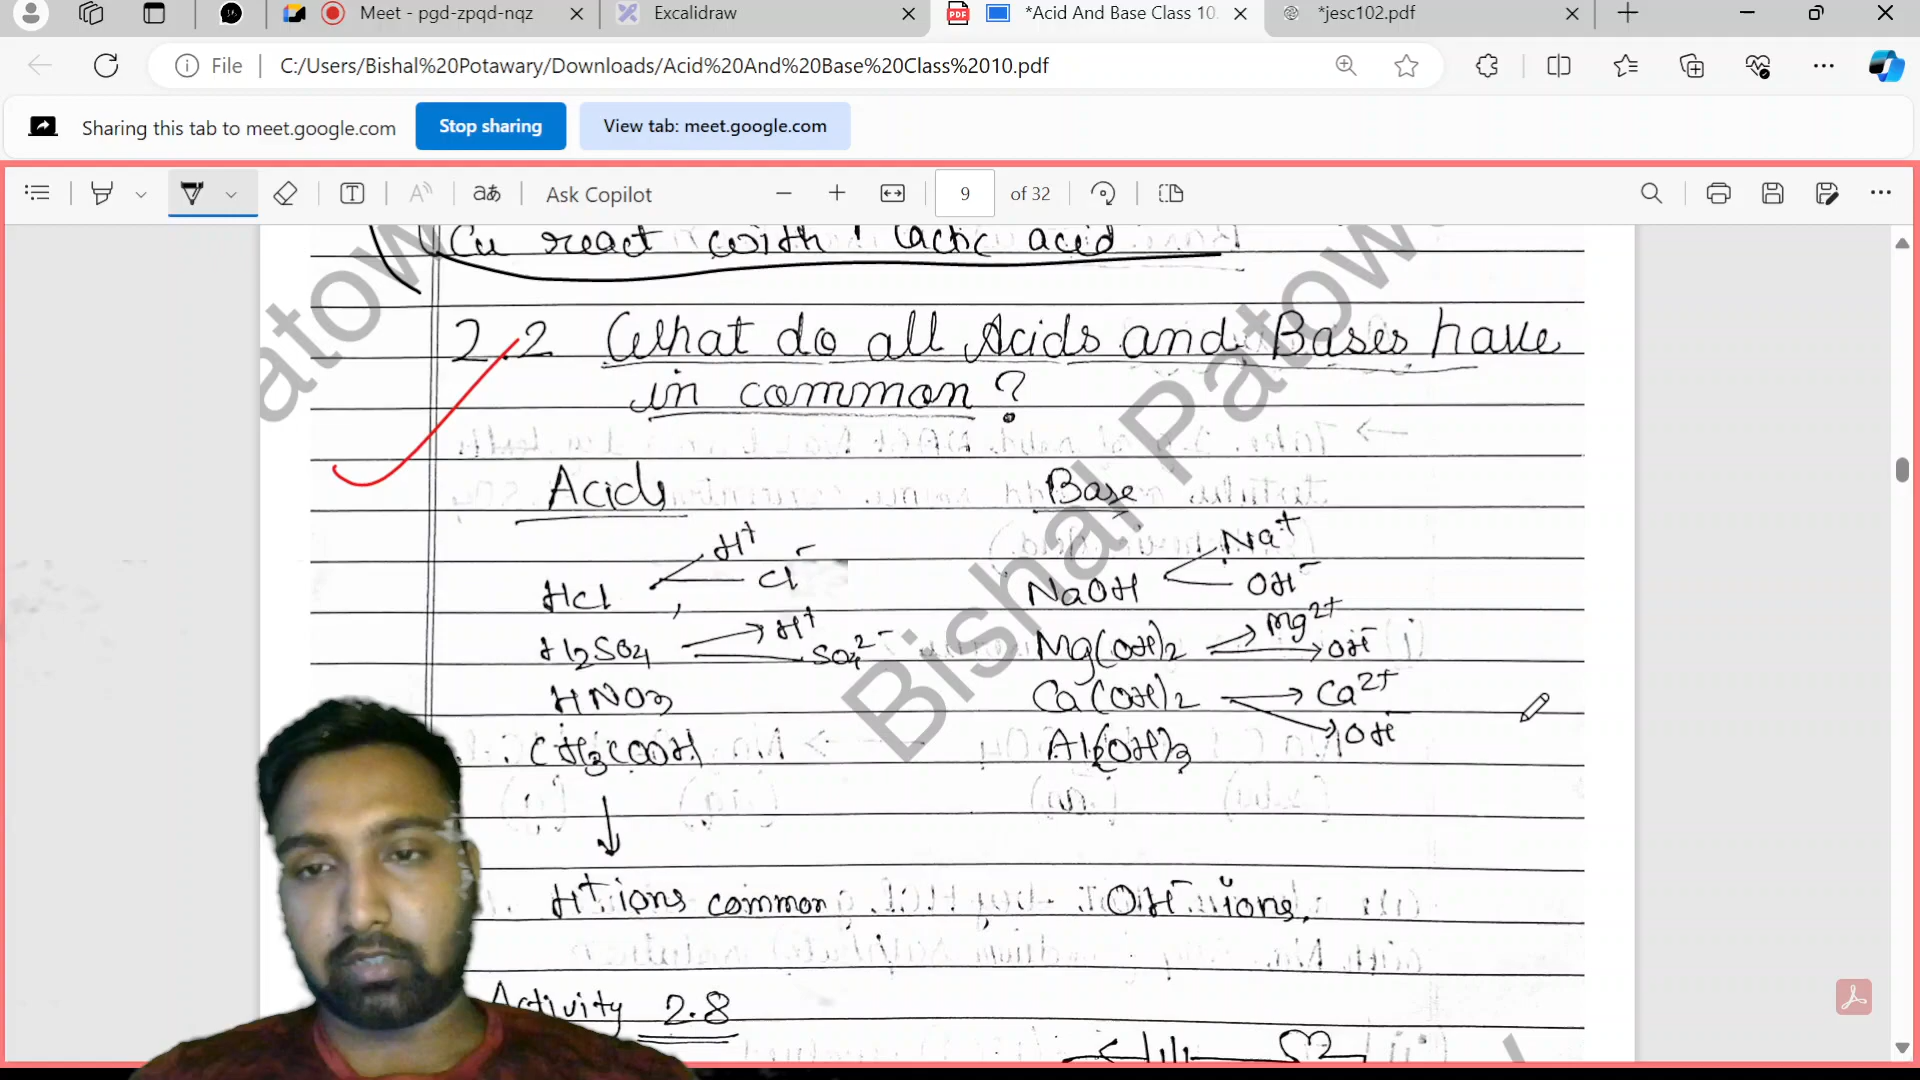 Meet - pgd-zpqd-nqz
Excalidraw
*Acid And Base Class 10.
*jesc102.pdf
File
C:/Users/Bishal%20Potawary/Downloads/Acid%20And%20Base%20Class%2010.pdf
Sharing this tab to meet.google.com
Stop sharing
View tab: meet.google.com
Ask Copilot
9 of 32
Cu react with lactic acid
2.2 What do all Acids and Bases have
in common?
Acids
Base
HCl H+ Cl-
NaOH Na+ OH-
H2SO4 H+ SO4 2-
Mg(OH)2 Mg2+ OH-
HNO3
Ca(OH)2 Ca2+ OH-
CH3COOH
Al(OH)3
H+ ions common
OH- ions,
Activity 2.8
Bishal Patow